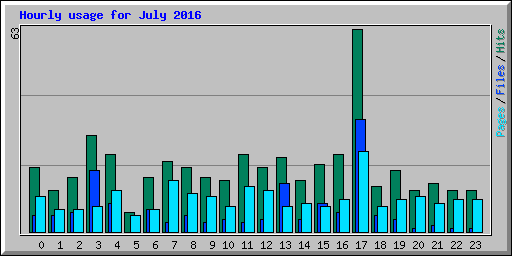 Hourly usage for July 2016
63
Pages/Files/Hits
0 1 2 3 4 5 6 7 8 9 10 11 12 13 14 15 16 17 18 19 20 21 22 23